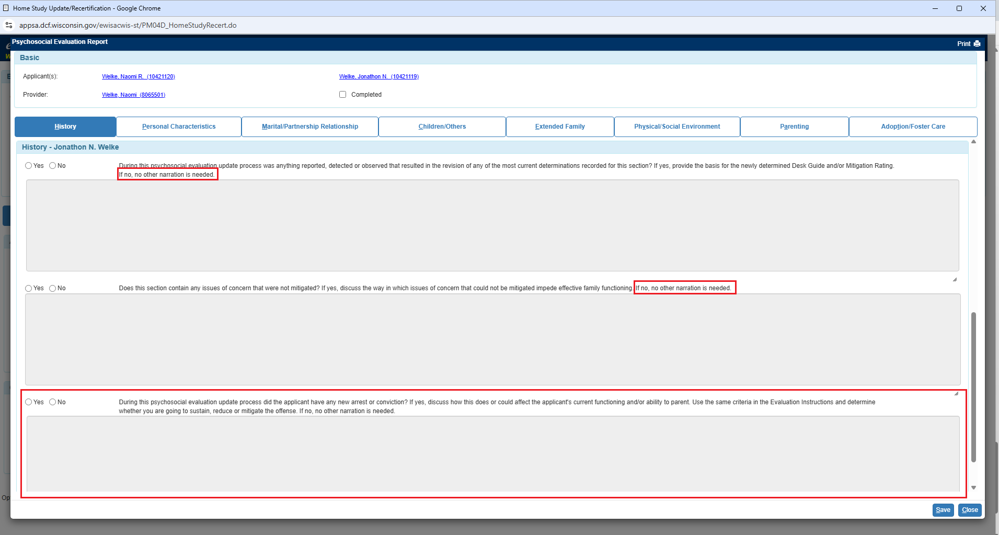 Home Study Update/Recertification - Google Chrome
appsa.dcf.wisconsin.gov/ewisacwis-st/PM04D_HomeStudyRecert.do
Psychosocial Evaluation Report
Print
Basic
Applicant(s):
Welke, Naomi R. (10421120)
Welke, Jonathon N. (10421119)
Provider:
Welke, Naomi (8065501)
Completed
History
Personal Characteristics
Marital/Partnership Relationship
Children/Others
Extended Family
Physical/Social Environment
Parenting
Adoption/Foster Care
History - Jonathon N. Welke
Yes No
During this psychosocial evaluation update process was anything reported, detected or observed that resulted in the revision of any of the most current determinations recorded for this section? If yes, provide the basis for the newly determined Desk Guide and/or Mitigation Rating.
If no, no other narration is needed.
Yes No
Does this section contain any issues of concern that were not mitigated? If yes, discuss the way in which issues of concern that could not be mitigated impede effective family functioning. If no, no other narration is needed.
Yes No
During this psychosocial evaluation update process did the applicant have any new arrest or conviction? If yes, discuss how this does or could affect the applicant's current functioning and/or ability to parent. Use the same criteria in the Evaluation Instructions and determine
whether you are going to sustain, reduce or mitigate the offense. If no, no other narration is needed.
Op
Save
Close